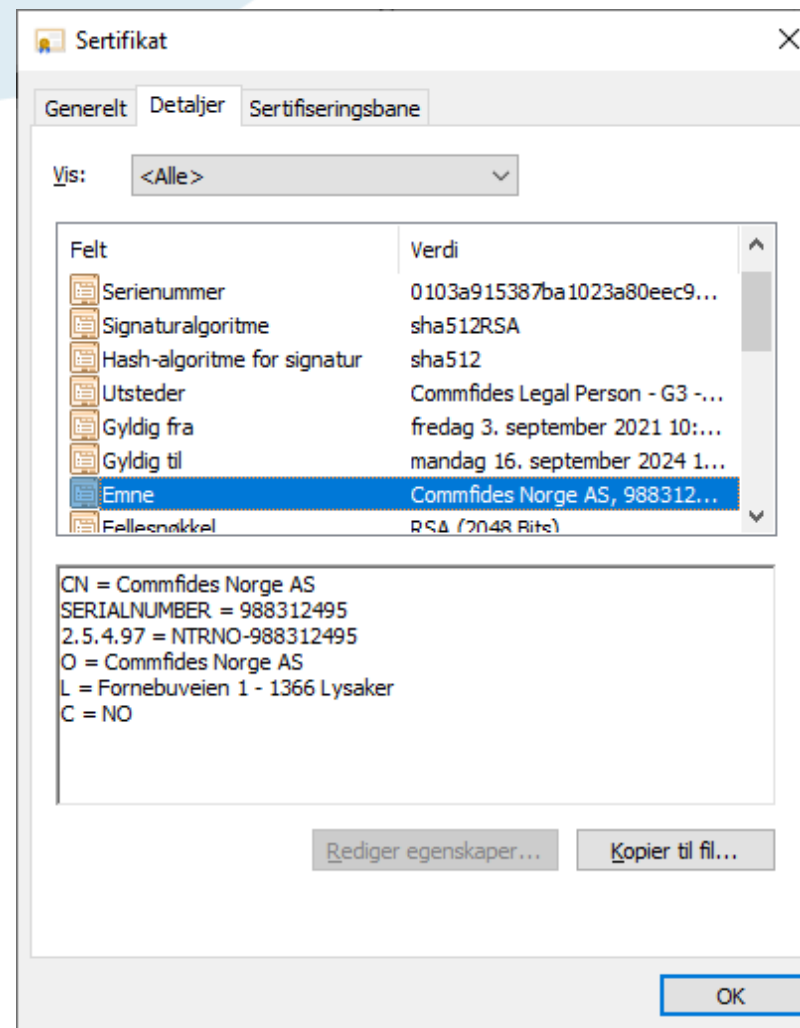 Sertifikat
Generelt Detaljer Sertifiseringsbane
Vis: <Alle>
Felt Verdi
Serienummer 0103a915387ba1023a80eec9...
Signaturalgoritme sha512RSA
Hash-algoritme for signatur sha512
Utsteder Commfides Legal Person - G3 -...
Gyldig fra fredag 3. september 2021 10:...
Gyldig til mandag 16. september 2024 1...
Emne Commfides Norge AS, 988312...
Fellesnøkkel RSA (2048 Bits)
CN = Commfides Norge AS
SERIALNUMBER = 988312495
2.5.4.97 = NTRNO-988312495
O = Commfides Norge AS
L = Fornebuveien 1 - 1366 Lysaker
C = NO
Rediger egenskaper... Kopier til fil...
OK